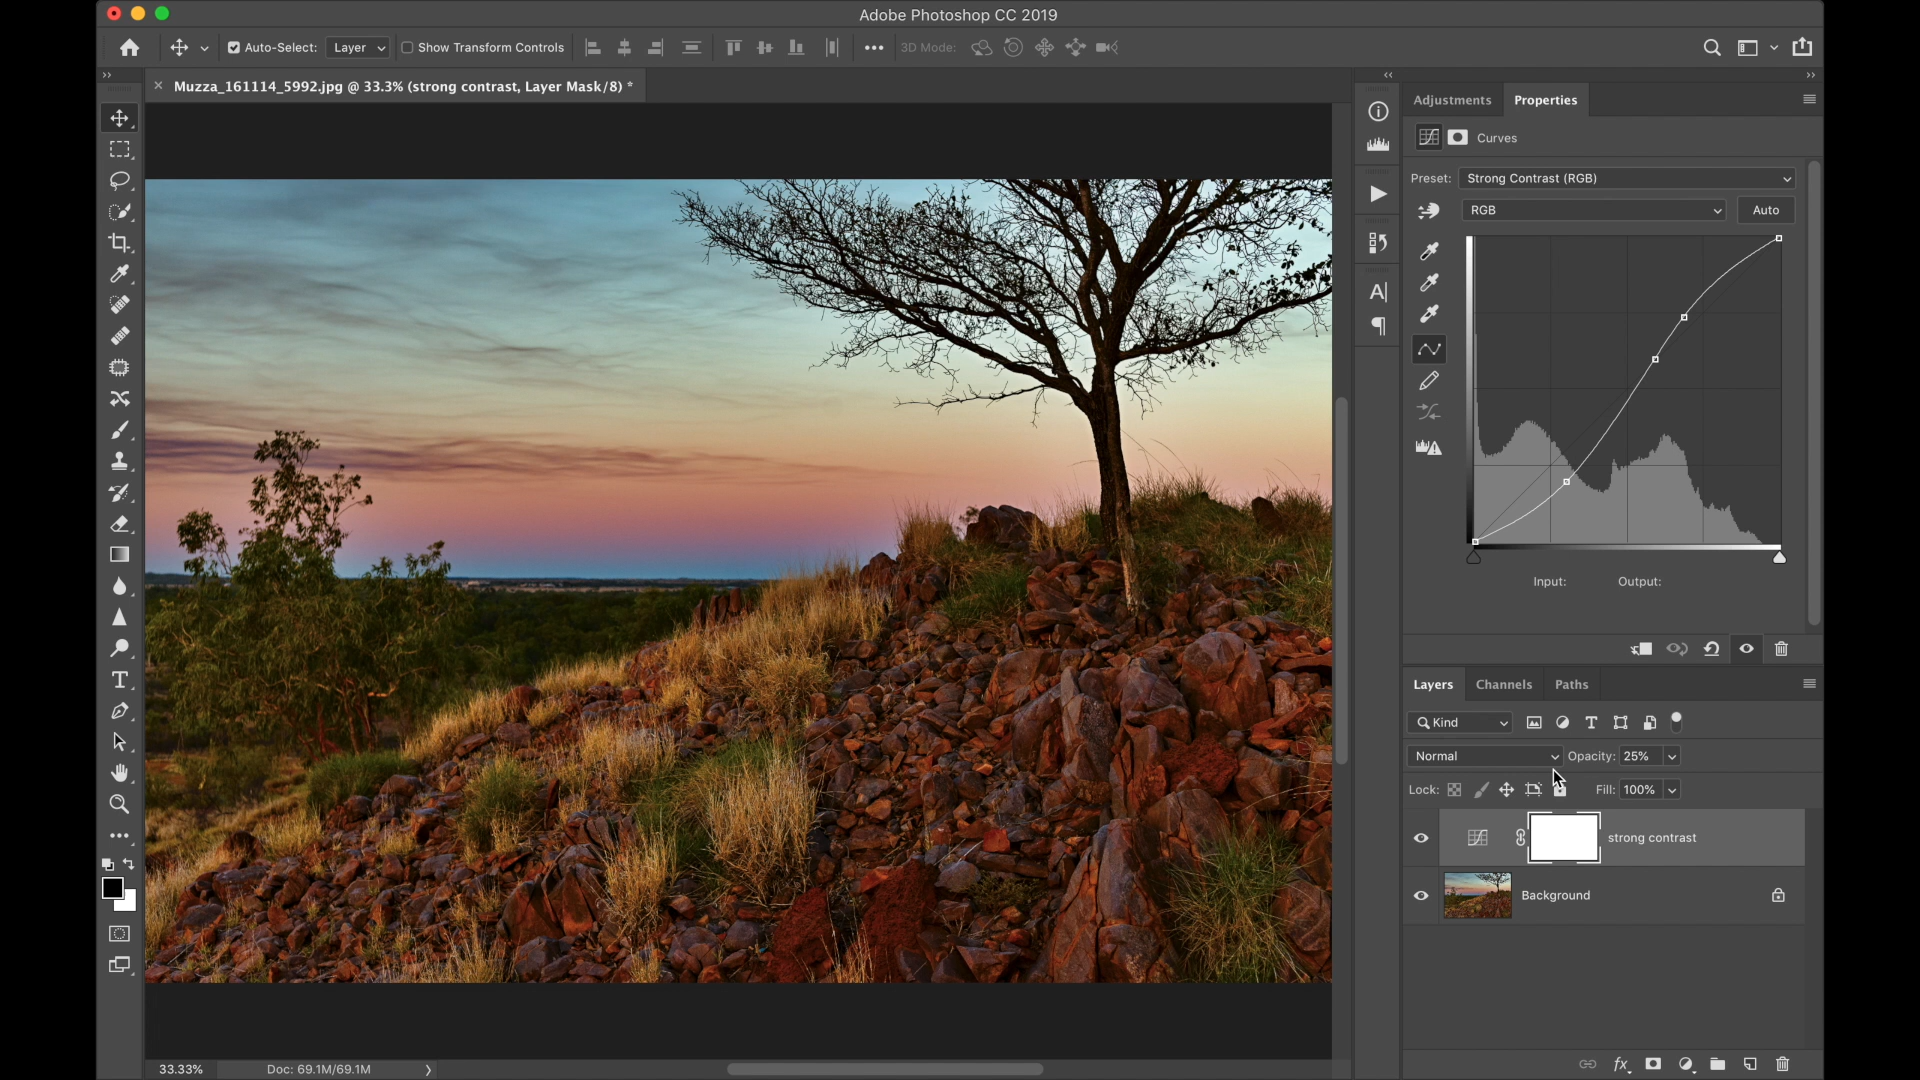 Adobe Photoshop CC 2019
Auto-Select: Layer Show Transform Controls 3D Mode:
× Muzza_161114_5992.jpg @ 33.3% (strong contrast, Layer Mask/8) *
Adjustments Properties
Curves
Preset: Strong Contrast (RGB)
RGB Auto
Input: Output:
Layers Channels Paths
Kind
Normal Opacity: 25%
Lock: Fill: 100%
strong contrast
Background
fx
33.33% Doc: 69.1M/69.1M